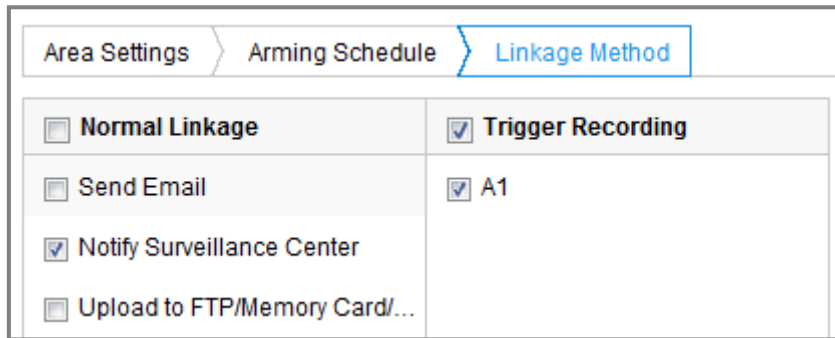 Area Settings Arming Schedule Linkage Method
Normal Linkage Trigger Recording
Send Email A1
Notify Surveillance Center
Upload to FTP/Memory Card/...